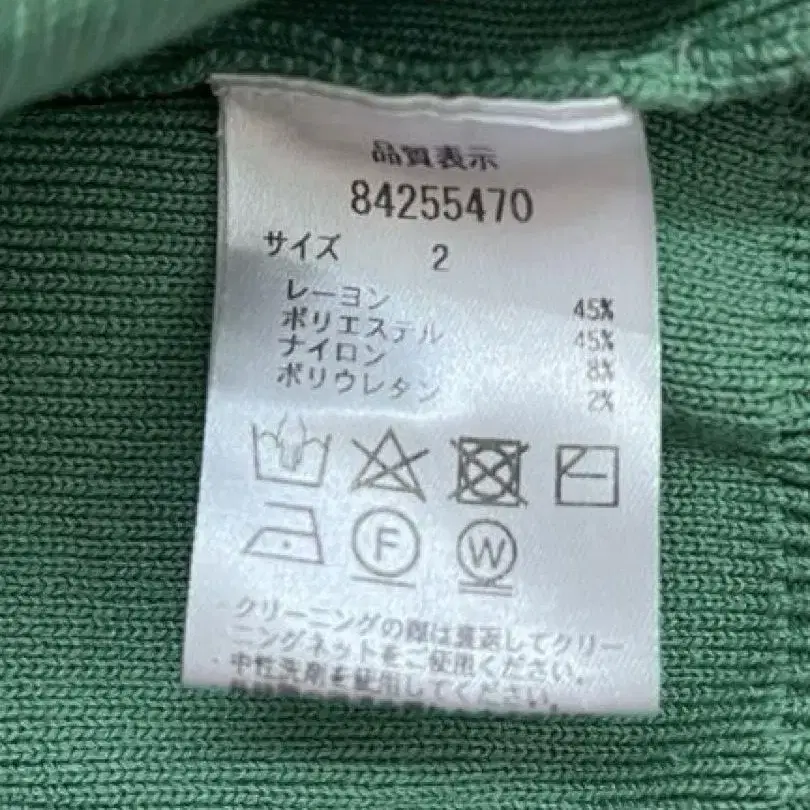 品質表示
84255470
サイズ 2
レーヨン 45%
ポリエステル 45%
ナイロン 8%
ポリウレタン 2%
F
W
クリーニングの際は裏返してクリー
ニングネットをご使用ください。
中性洗剤を使用してください。